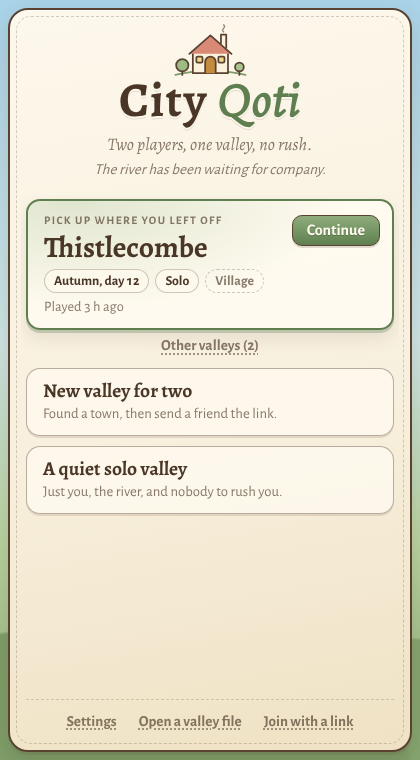 City Qoti
Two players, one valley, no rush.
The river has been waiting for company.
PICK UP WHERE YOU LEFT OFF
Continue
Thistlecombe
Autumn, day 12 Solo Village
Played 3 h ago
Other valleys (2)
New valley for two
Found a town, then send a friend the link.
A quiet solo valley
Just you, the river, and nobody to rush you.
Settings Open a valley file Join with a link